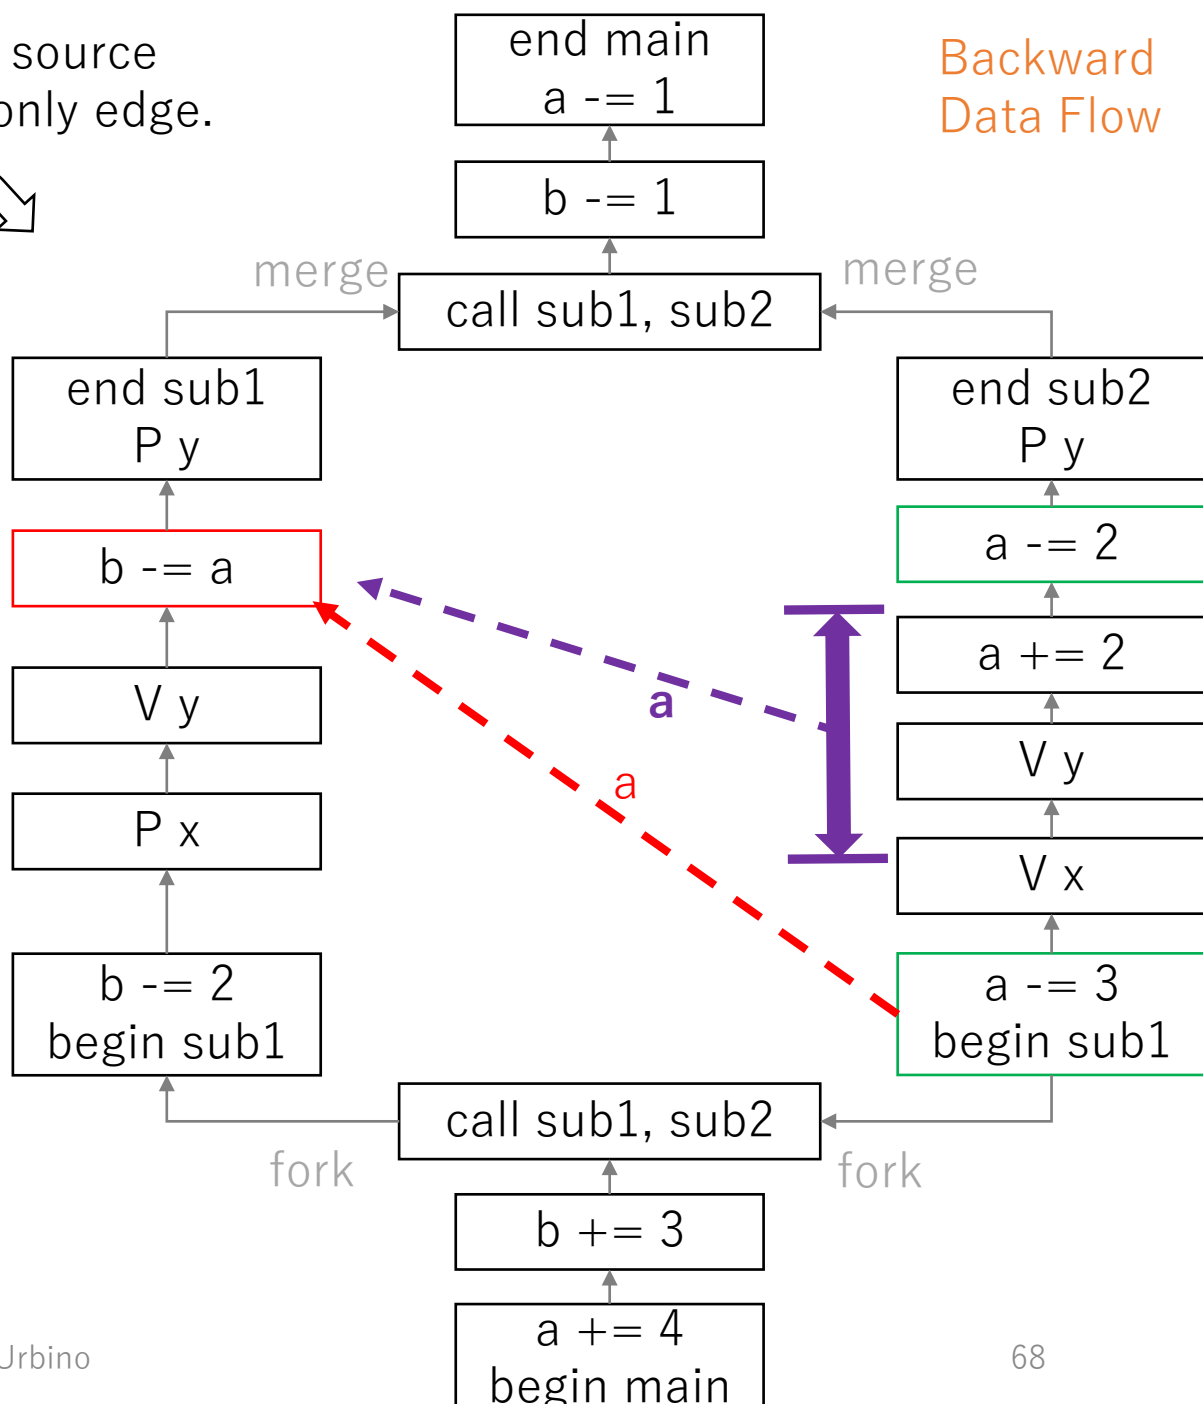 source
only edge.
Backward
Data Flow
end main
a -= 1
b -= 1
merge
merge
call sub1, sub2
end sub1
P y
end sub2
P y
b -= a
a -= 2
a += 2
V y
a
V y
a
P x
V x
b -= 2
begin sub1
a -= 3
begin sub1
call sub1, sub2
fork
fork
b += 3
a += 4
begin main
Urbino
68